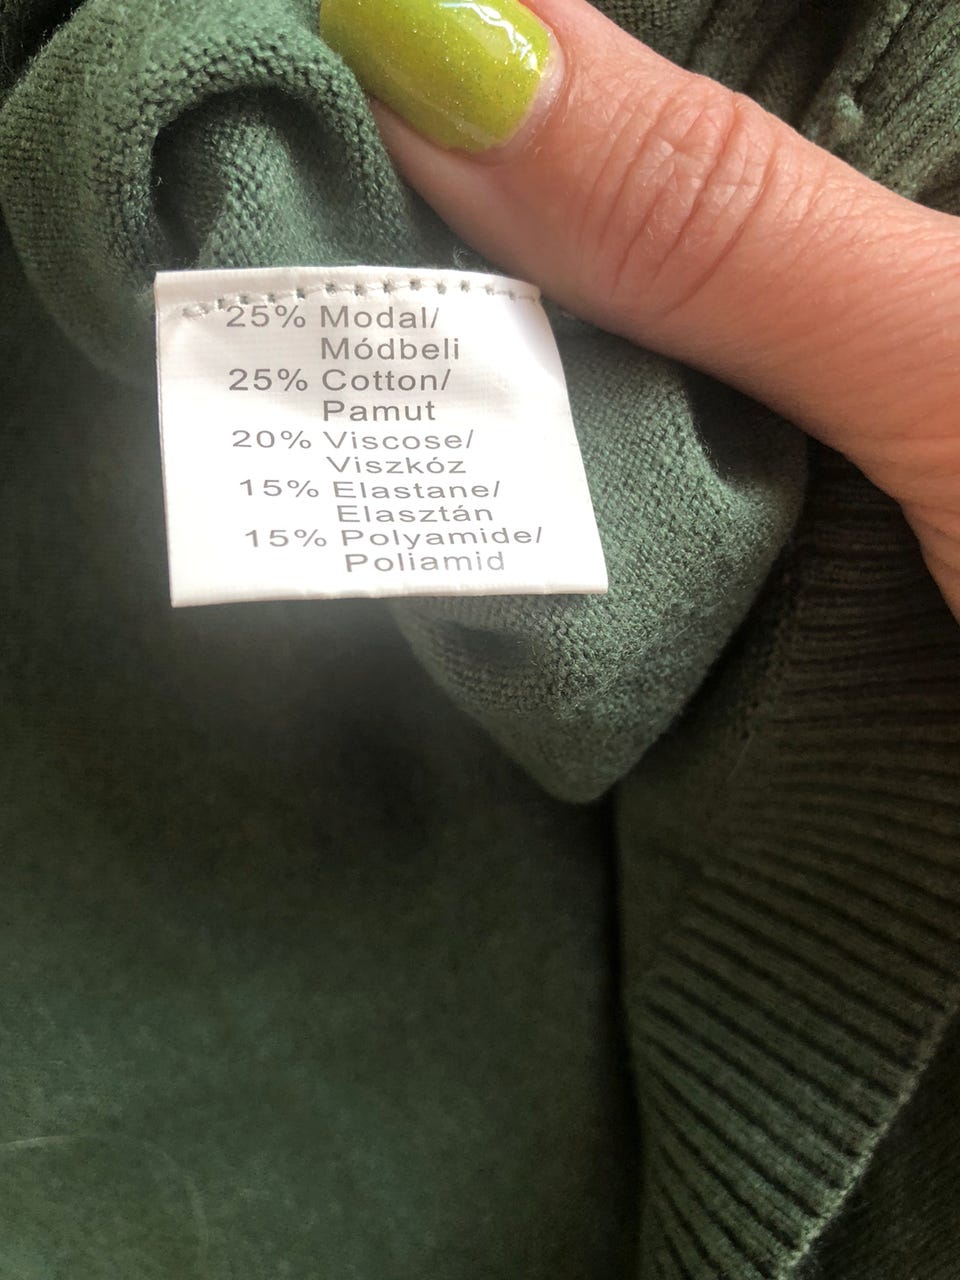 25% Modal/
Módbeli
25% Cotton/
Pamut
20% Viscose/
Viszkóz
15% Elastane/
Elasztán
15% Polyamide/
Poliamid